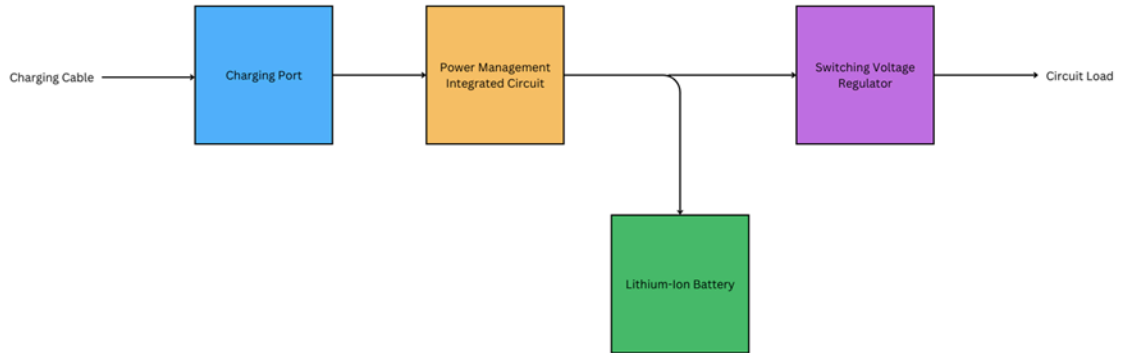 Charging Cable
Charging Port
Power Management
Integrated Circuit
Switching Voltage
Regulator
Circuit Load
Lithium-Ion Battery